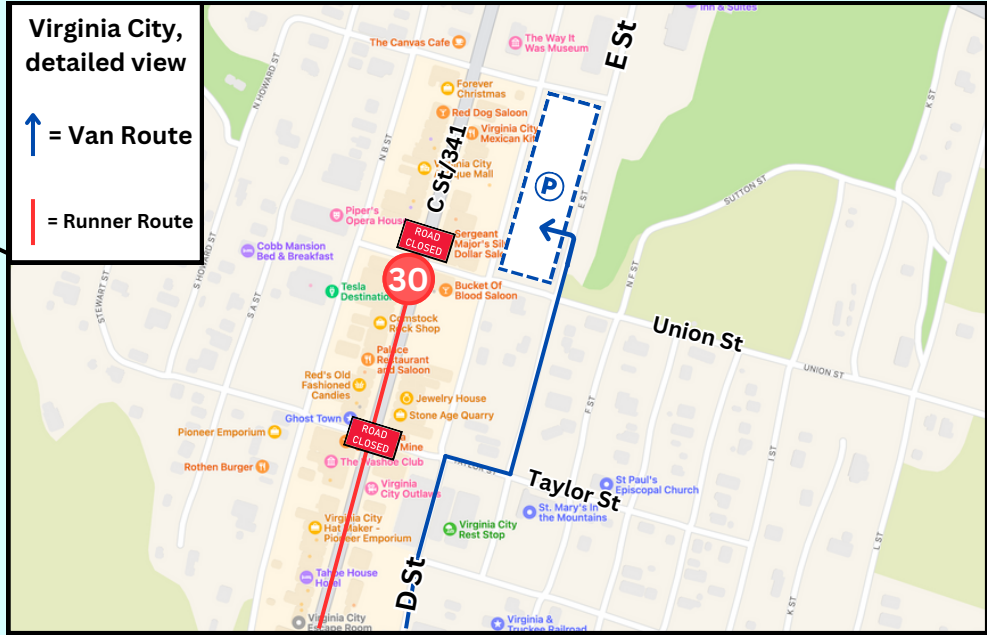 Virginia City,
detailed view
= Van Route
= Runner Route
Inn & Suites
The Canvas Cafe
The Way It
Was Museum
E St
N HOWARD ST
Forever
Christmas
Red Dog Saloon
Virginia City
Mexican Kit
K ST
N B ST
C St/341
P
E ST
SUTTON ST
Piper's
Opera Hous
ROAD
CLOSED
Sergeant
Major's Sil
Dollar Sal
Cobb Mansion
Bed & Breakfast
S HOWARD ST
STEWART ST
S A ST
N F ST
30
Tesla
Destinatio
Bucket Of
Blood Saloon
Comstock
Rock Shop
Union St
UNION ST
Palace
Restaurant
and Saloon
Red's Old
Fashioned
Candies
Jewelry House
Stone Age Quarry
F ST
Ghost Town
ROAD
CLOSED
Mine
Pioneer Emporium
The Washoe Club
TAYLOR ST
Taylor St
Rothen Burger
I ST
Virginia
City Outlaws
St Paul's
Episcopal Church
St. Mary's In
the Mountains
Virginia City
Hat Maker -
Pioneer Emporium
Virginia City
Rest Stop
L ST
D St
Tahoe House
Hotel
K ST
Virginia City
Escape Room
Virginia &
Truckee Railroad